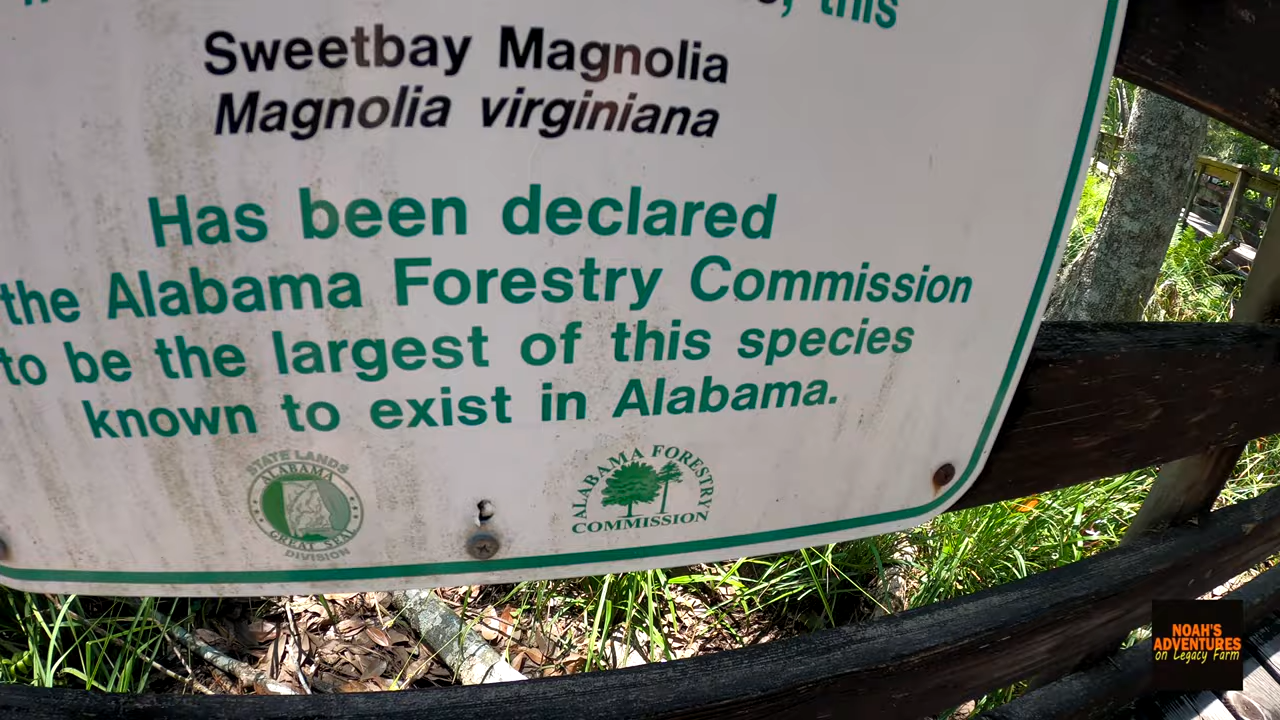 this
Sweetbay Magnolia
Magnolia virginiana
Has been declared
the Alabama Forestry Commission
to be the largest of this species
known to exist in Alabama.
STATE LANDS
ALABAMA
GREAT SEAL
DIVISION
ALABAMA FORESTRY
COMMISSION
NOAH'S
ADVENTURES
on Legacy Farm